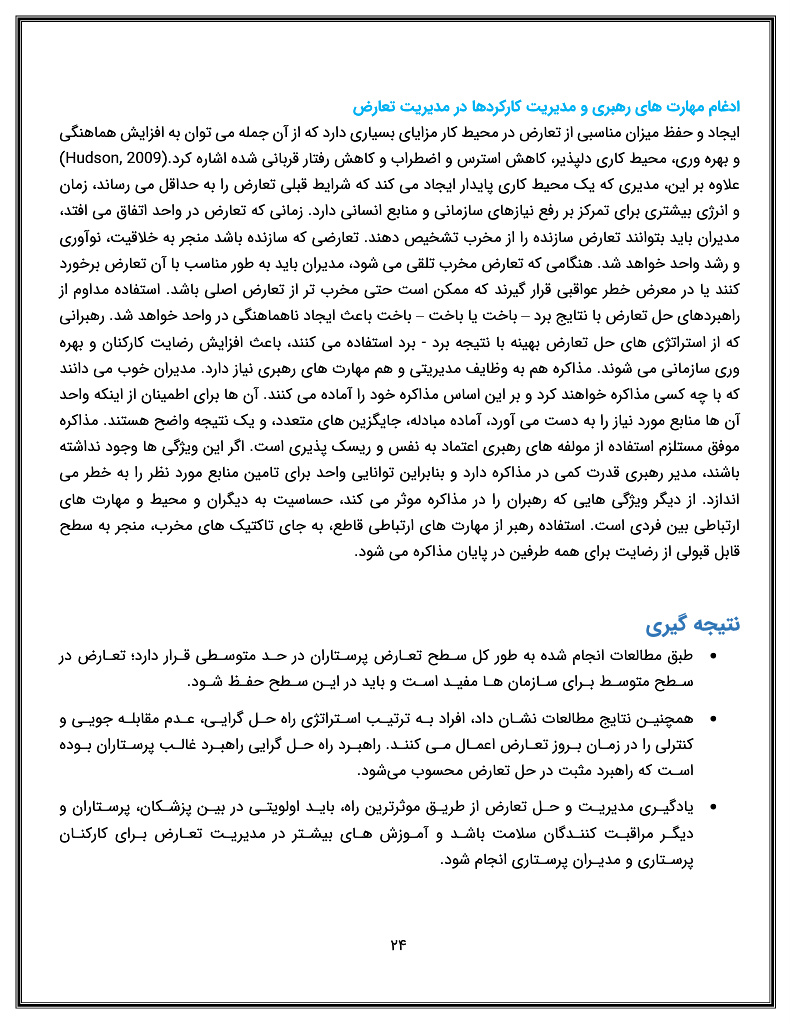 ادغام مهارت های رهبری و مدیریت کارکردها در مدیریت تعارض
ایجاد و حفظ میزان مناسبی از تعارض در محیط کار مزایای بسیاری دارد که از آن جمله می توان به افزایش هماهنگی
و بهره وری، محیط کاری دلپذیر، کاهش استرس و اضطراب و کاهش رفتار قربانی شده اشاره کرد.(Hudson, 2009)
علاوه بر این، مدیری که یک محیط کاری پایدار ایجاد می کند که شرایط قبلی تعارض را به حداقل می رساند، زمان
و انرژی بیشتری برای تمرکز بر رفع نیازهای سازمانی و منابع انسانی دارد. زمانی که تعارض در واحد اتفاق می افتد،
مدیران باید بتوانند تعارض سازنده را از مخرب تشخیص دهند. تعارضی که سازنده باشد منجر به خلاقیت، نوآوری
و رشد واحد خواهد شد. هنگامی که تعارض مخرب تلقی می شود، مدیران باید به طور مناسب با آن تعارض برخورد
کنند یا در معرض خطر عواقبی قرار گیرند که ممکن است حتی مخرب تر از تعارض اصلی باشد. استفاده مداوم از
راهبردهای حل تعارض با نتایج برد – باخت یا باخت – باخت باعث ایجاد ناهماهنگی در واحد خواهد شد. رهبرانی
که از استراتژی های حل تعارض بهینه با نتیجه برد - برد استفاده می کنند، باعث افزایش رضایت کارکنان و بهره
وری سازمانی می شوند. مذاکره هم به وظایف مدیریتی و هم مهارت های رهبری نیاز دارد. مدیران خوب می دانند
که با چه کسی مذاکره خواهند کرد و بر این اساس مذاکره خود را آماده می کنند. آن ها برای اطمینان از اینکه واحد
آن ها منابع مورد نیاز را به دست می آورد، آماده مبادله، جایگزین های متعدد، و یک نتیجه واضح هستند. مذاکره
موفق مستلزم استفاده از مولفه های رهبری اعتماد به نفس و ریسک پذیری است. اگر این ویژگی ها وجود نداشته
باشند، مدیر رهبری قدرت کمی در مذاکره دارد و بنابراین توانایی واحد برای تامین منابع مورد نظر را به خطر می
اندازد. از دیگر ویژگی هایی که رهبران را در مذاکره موثر می کند، حساسیت به دیگران و محیط و مهارت های
ارتباطی بین فردی است. استفاده رهبر از مهارت های ارتباطی قاطع، به جای تاکتیک های مخرب، منجر به سطح
قابل قبولی از رضایت برای همه طرفین در پایان مذاکره می شود.
نتیجه گیری
• طبق مطالعات انجام شده به طور کل سطح تعارض پرستاران در حد متوسطی قرار دارد؛ تعارض در
سطح متوسط برای سازمان ها مفید است و باید در این سطح حفظ شود.
• همچنین نتایج مطالعات نشان داد، افراد به ترتیب استراتژی راه حل گرایی، عدم مقابله جویی و
کنترلی را در زمان بروز تعارض اعمال می کنند. راهبرد راه حل گرایی راهبرد غالب پرستاران بوده
است که راهبرد مثبت در حل تعارض محسوب می‌شود.
• یادگیری مدیریت و حل تعارض از طریق موثرترین راه، باید اولویتی در بین پزشکان، پرستاران و
دیگر مراقبت کنندگان سلامت باشد و آموزش های بیشتر در مدیریت تعارض برای کارکنان
پرستاری و مدیران پرستاری انجام شود.
۲۴